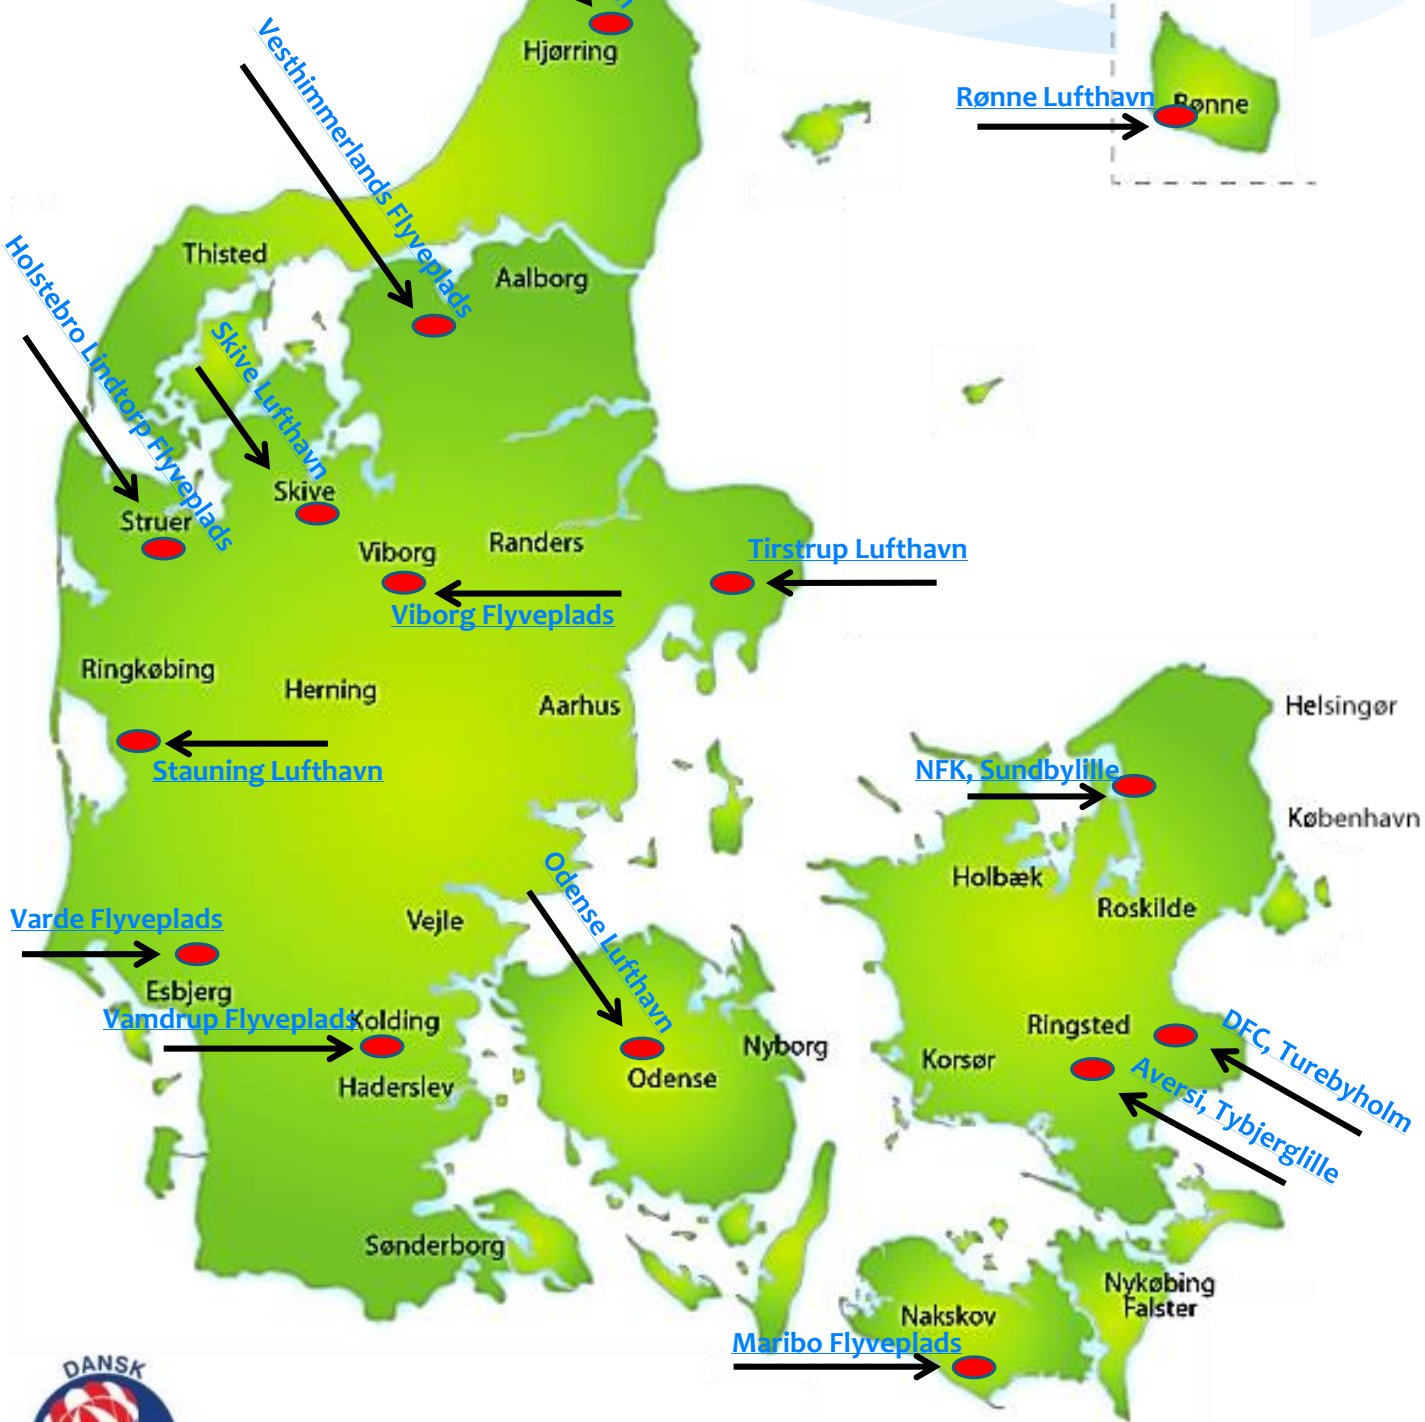 Hjørring
Vesthimmerlands Flyveplads
Rønne Lufthavn
Rønne
Thisted
Aalborg
Holstebro Lindtorp Flyveplads
Skive Lufthavn
Skive
Struer
Viborg
Randers
Tirstrup Lufthavn
Viborg Flyveplads
Ringkøbing
Herning
Aarhus
Helsingør
Stauning Lufthavn
NFK, Sundbylille
København
Holbæk
Roskilde
Odense Lufthavn
Varde Flyveplads
Vejle
Esbjerg
Vamdrup Flyveplads
Kolding
Haderslev
Nyborg
Odense
Korsør
Ringsted
DFC, Turebyholm
Aversi, Tybjerglille
Sønderborg
Nykøbing
Falster
Nakskov
Maribo Flyveplads
DANSK